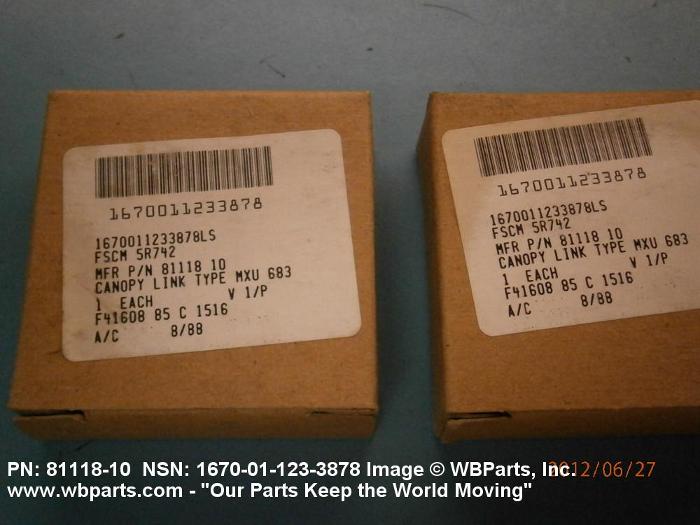 1670011233878
1670011233878LS
FSCM 5R742
MFR P/N 81118 10
CANOPY LINK TYPE MXU 683
1 EACH V 1/P
F41608 85 C 1516
A/C 8/88
1670011233878
1670011233878LS
FSCM 5R742
MFR P/N 81118 10
CANOPY LINK TYPE MXU 683
1 EACH V 1/P
F41608 85 C 1516
A/C 8/88
PN: 81118-10 NSN: 1670-01-123-3878 Image © WBParts, Inc. 2012/06/27
www.wbparts.com - "Our Parts Keep the World Moving"